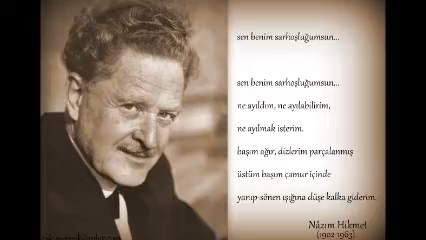 sen benim sarhoşluğumsun...
sen benim sarhoşluğumsun...
ne ayıldım, ne ayılabilirim,
ne ayılmak isterim.
başım ağır, dizlerim parçalanmış
üstüm başım çamur içinde
yanıp-sönen ışığına düşe kalka giderim.
Nâzım Hikmet
(1902-1963)